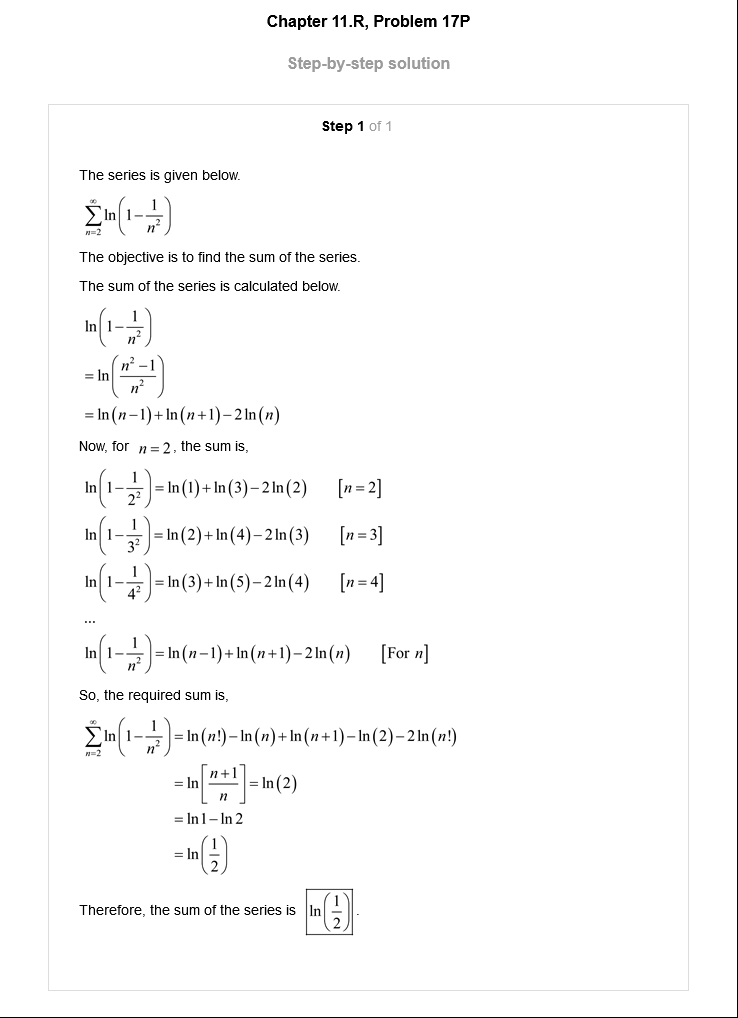 Chapter 11.R, Problem 17P
Step-by-step solution
Step 1 of 1
The series is given below.
$\sum_{n=2}^{\infty} \ln\left(1-\frac{1}{n^2}\right)$
The objective is to find the sum of the series.
The sum of the series is calculated below.
$\ln\left(1-\frac{1}{n^2}\right)$
$=\ln\left(\frac{n^2-1}{n^2}\right)$
$=\ln(n-1)+\ln(n+1)-2\ln(n)$
Now, for $n=2$, the sum is,
$\ln\left(1-\frac{1}{2^2}\right)=\ln(1)+\ln(3)-2\ln(2)$ $[n=2]$
$\ln\left(1-\frac{1}{3^2}\right)=\ln(2)+\ln(4)-2\ln(3)$ $[n=3]$
$\ln\left(1-\frac{1}{4^2}\right)=\ln(3)+\ln(5)-2\ln(4)$ $[n=4]$
...
$\ln\left(1-\frac{1}{n^2}\right)=\ln(n-1)+\ln(n+1)-2\ln(n)$ [For $n$]
So, the required sum is,
$\sum_{n=2}^{\infty} \ln\left(1-\frac{1}{n^2}\right)=\ln(n!)-\ln(n)+\ln(n+1)-\ln(2)-2\ln(n!)$
$=\ln\left[\frac{n+1}{n}\right]=\ln(2)$
$=\ln 1-\ln 2$
$=\ln\left(\frac{1}{2}\right)$
Therefore, the sum of the series is $\ln\left(\frac{1}{2}\right)$.